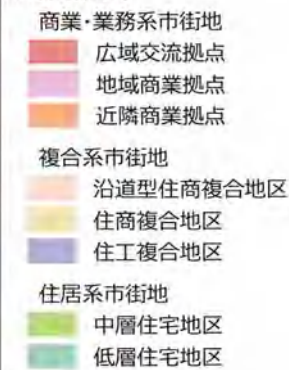 商業・業務系市街地
広域交流拠点
地域商業拠点
近隣商業拠点
複合系市街地
沿道型住商複合地区
住商複合地区
住工複合地区
住居系市街地
中層住宅地区
低層住宅地区